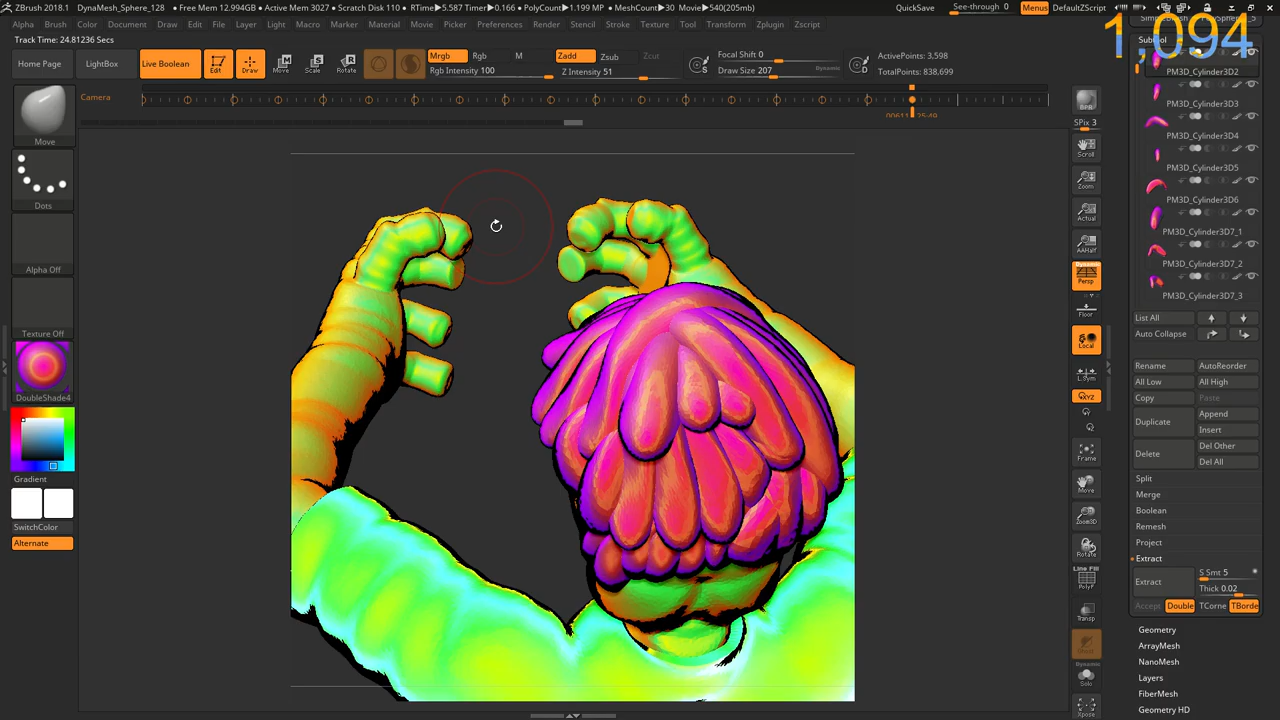 ZBrush 2018.1 DynaMesh_Sphere_128 • Free Mem 12.994GB • Active Mem 3027 • Scratch Disk 110 • RTime▸5.587 Timer▸0.166 • PolyCount▸1.199 MP • MeshCount▸30 Movie▸540(205mb) QuickSave See-through 0 Menus DefaultZScript
Alpha Brush Color Document Draw Edit File Layer Light Macro Marker Material Movie Picker Preferences Render Stencil Stroke Texture Tool Transform Zplugin Zscript
1,094
Track Time: 24.81236 Secs
Home Page LightBox Live Boolean Edit Draw Move Scale Rotate
Mrgb Rgb M Zadd Zsub Zcut
Rgb Intensity 100 Z Intensity 51
Focal Shift 0
Draw Size 207 Dynamic
S D
ActivePoints: 3,598
TotalPoints: 838,699
Camera
Move
Dots
Alpha Off
Texture Off
DoubleShade4
Gradient
SwitchColor
Alternate
BPR
SPix 3
Scroll
Zoom
Actual
AAHalf
Dynamic
Persp
Floor
Local
L.Sym
XYZ
Frame
Move
Zoom3D
Rotate
Line Fill
PolyF
Transp
Dynamic
Solo
Xpose
SubTool
PM3D_Cylinder3D2
PM3D_Cylinder3D3
PM3D_Cylinder3D4
PM3D_Cylinder3D5
PM3D_Cylinder3D6
PM3D_Cylinder3D7_1
PM3D_Cylinder3D7_2
PM3D_Cylinder3D7_3
List All
Auto Collapse
Rename AutoReorder
All Low All High
Copy Paste
Duplicate Append
Insert
Delete Del Other
Del All
Split
Merge
Boolean
Remesh
Project
Extract
Extract S Smt 5
Thick 0.02
Accept Double TCorne TBorde
Geometry
ArrayMesh
NanoMesh
Layers
FiberMesh
Geometry HD